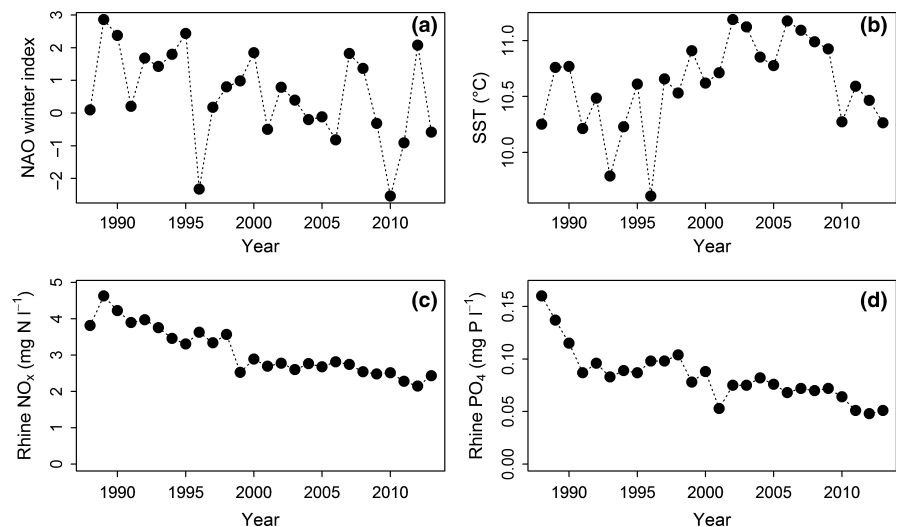 (a)
NAO winter index
3
2
1
0
−1
−2
1990 1995 2000 2005 2010
Year
(b)
SST (°C)
11.0
10.5
10.0
1990 1995 2000 2005 2010
Year
(c)
Rhine NOx (mg N l−1)
5
4
3
2
1
0
1990 1995 2000 2005 2010
Year
(d)
Rhine PO4 (mg P l−1)
0.15
0.10
0.05
0.00
1990 1995 2000 2005 2010
Year